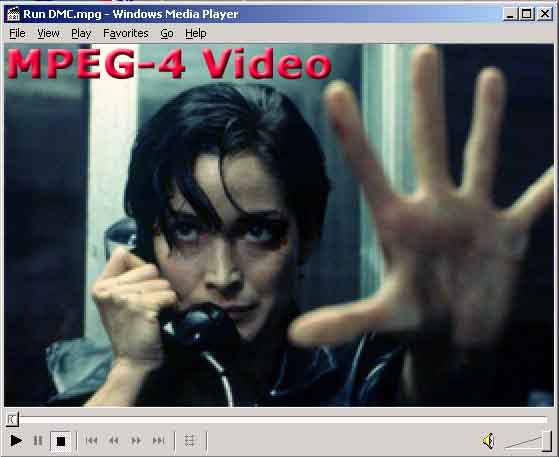 Run DMC.mpg - Windows Media Player
File View Play Favorites Go Help
MPEG-4 Video